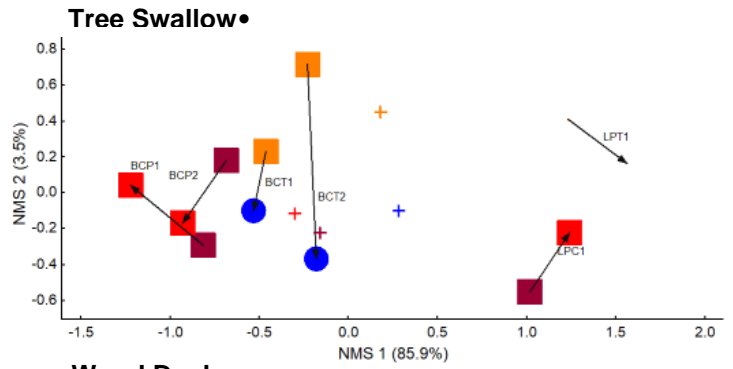 Tree Swallow•
0.8
0.6
0.4
0.2
0.0
-0.2
-0.4
-0.6
NMS 2 (3.5%)
BCP1
BCP2
BCT1
BCT2
LPT1
LPC1
-1.5 -1.0 -0.5 0.0 0.5 1.0 1.5 2.0
NMS 1 (85.9%)